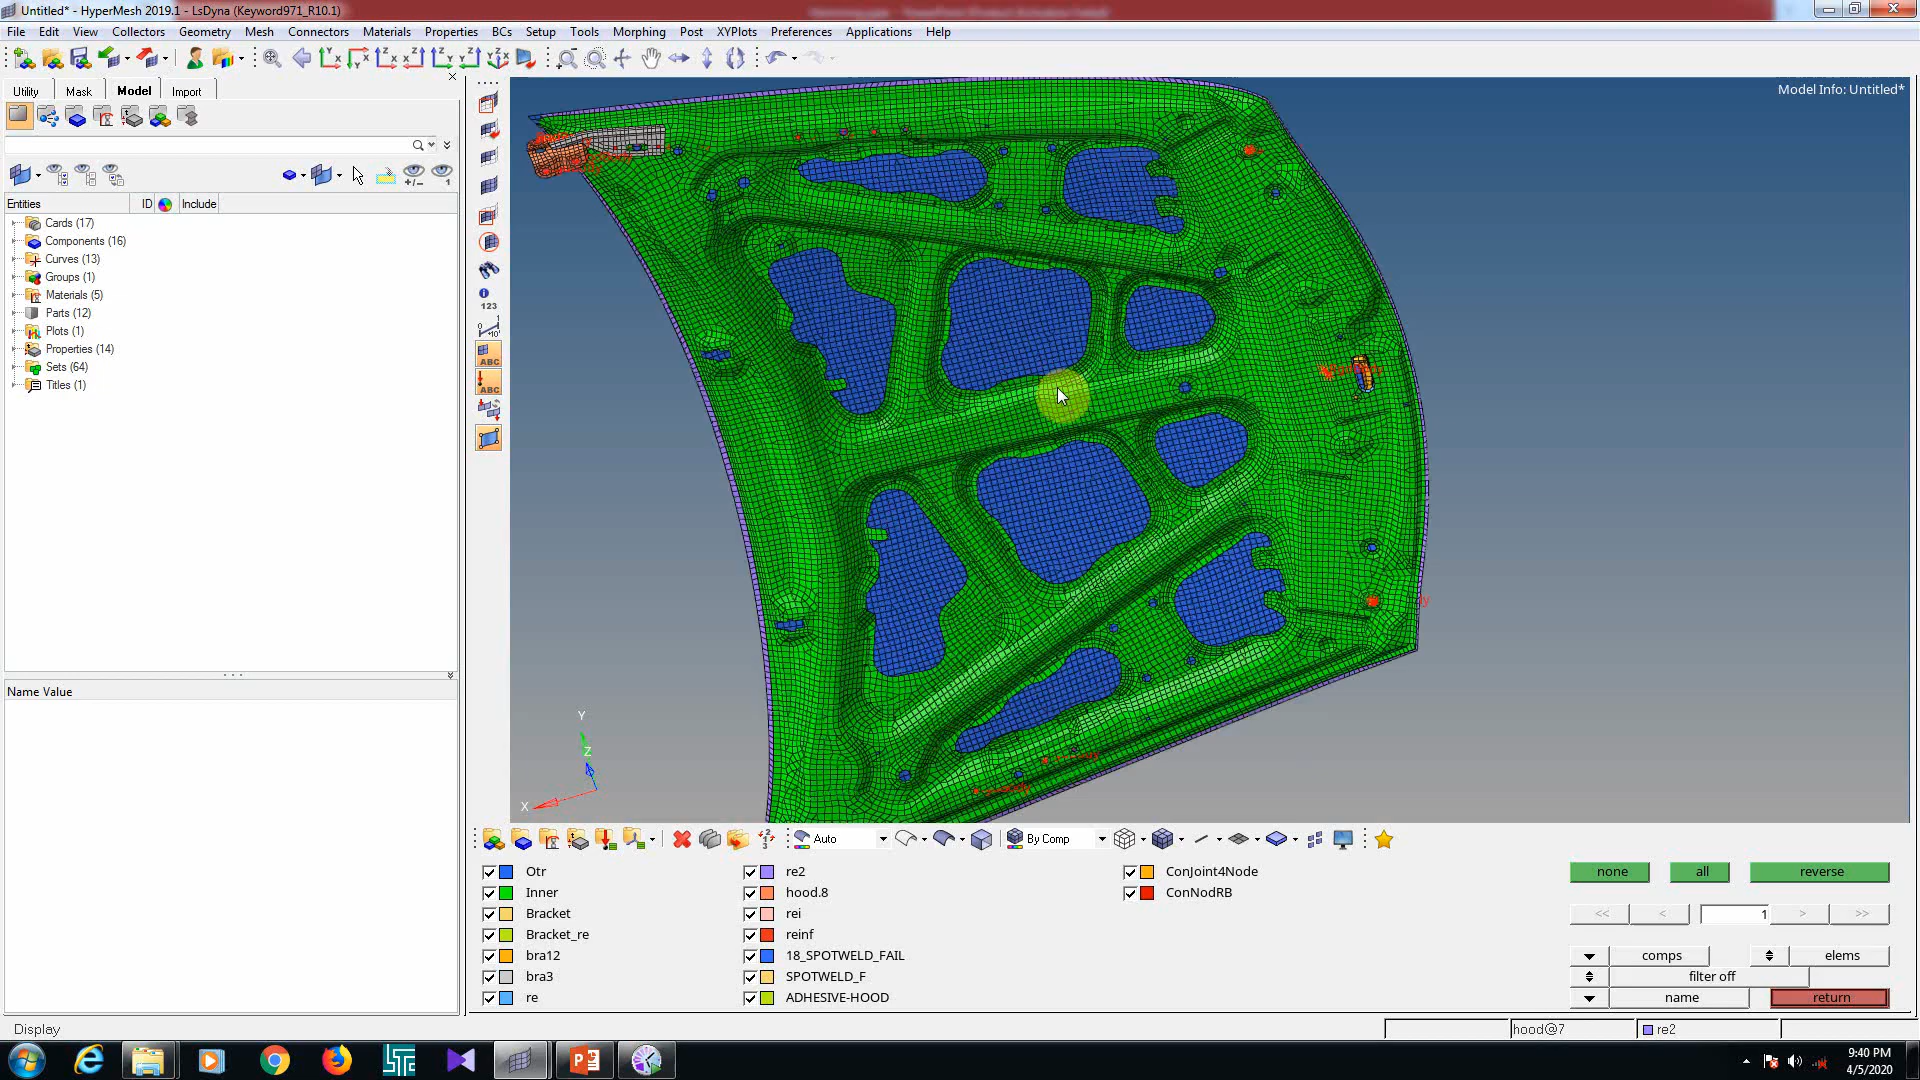 Untitled* - HyperMesh 2019.1 - LsDyna (Keyword971_R10.1)
File Edit View Collectors Geometry Mesh Connectors Materials Properties BCs Setup Tools Morphing Post XYPlots Preferences Applications Help
Utility Mask Model Import
Model Info: Untitled*
Entities ID Include
Cards (17)
Components (16)
Curves (13)
Groups (1)
Materials (5)
Parts (12)
Plots (1)
Properties (14)
Sets (64)
Titles (1)
123
ABC
ABC
Name Value
Y
Z
X
Auto
By Comp
Otr
Inner
Bracket
Bracket_re
bra12
bra3
re
re2
hood.8
rei
reinf
18_SPOTWELD_FAIL
SPOTWELD_F
ADHESIVE-HOOD
ConJoint4Node
ConNodRB
none all reverse
<< < 1 > >>
comps elems
filter off
name return
Display
hood@7 re2
9:40 PM
4/5/2020